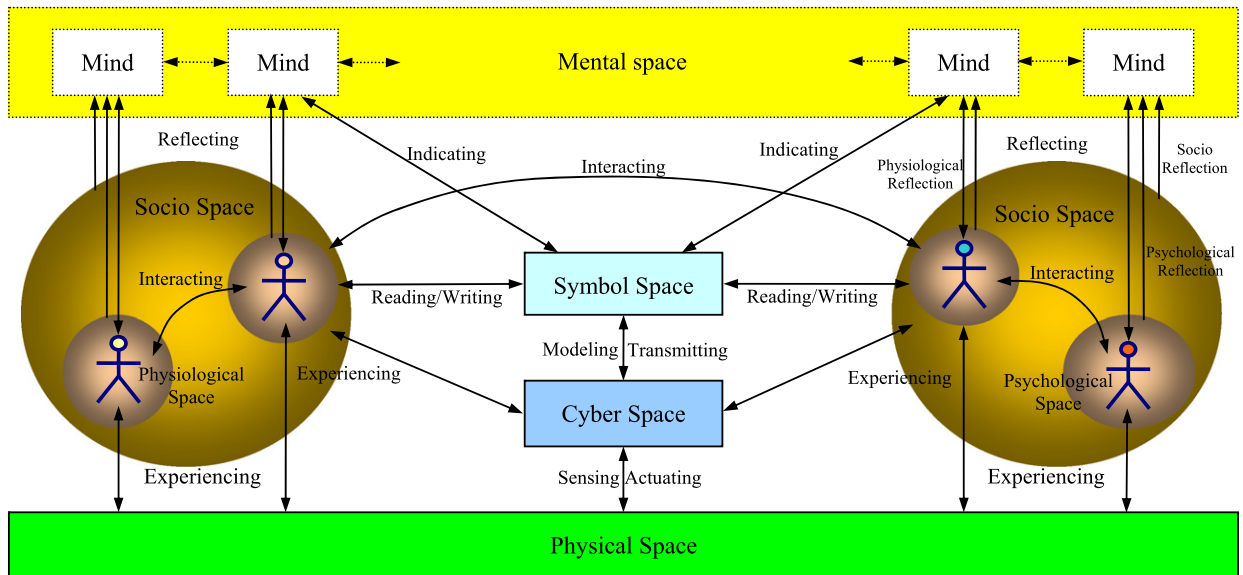 Mind
Mind
Mental space
Mind
Mind
Reflecting
Indicating
Interacting
Indicating
Physiological
Reflection
Reflecting
Socio
Reflection
Socio Space
Socio Space
Interacting
Reading/Writing
Symbol Space
Reading/Writing
Interacting
Psychological
Reflection
Modeling
Transmitting
Physiological
Space
Experiencing
Cyber Space
Experiencing
Psychological
Space
Experiencing
Sensing
Actuating
Experiencing
Physical Space